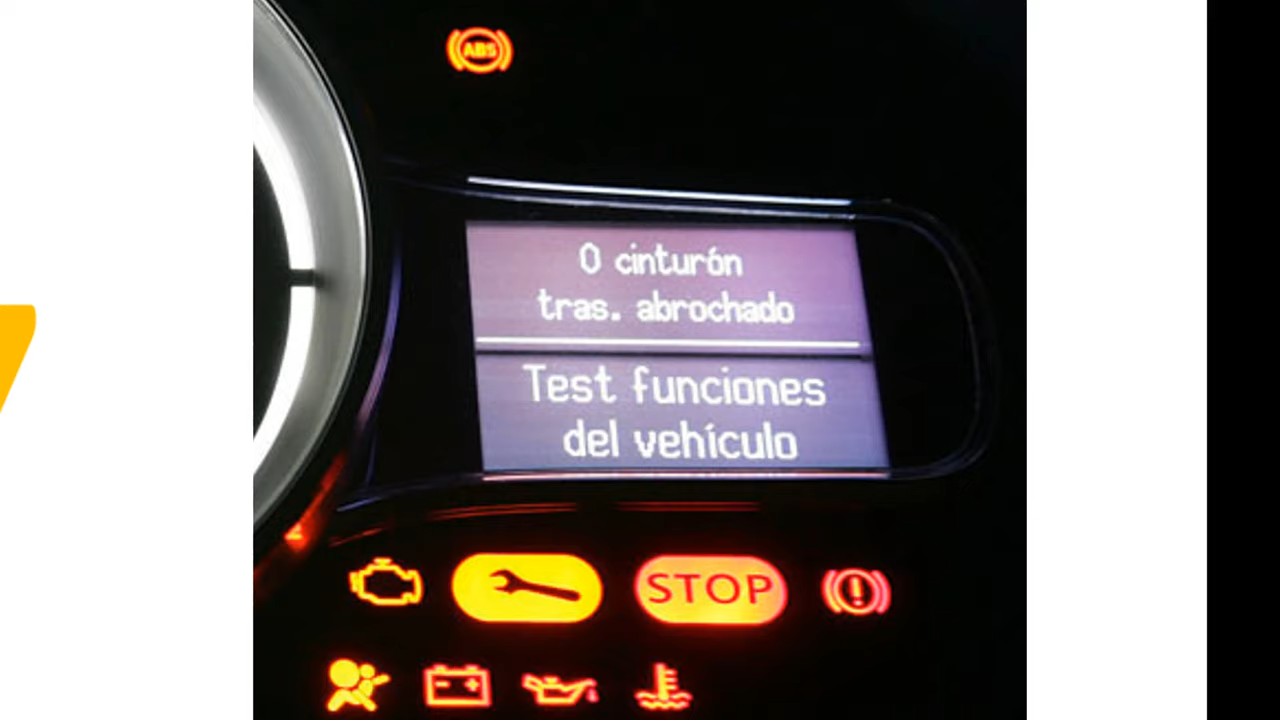 ABS
0 cinturón
tras. abrochado
Test funciones
del vehículo
STOP